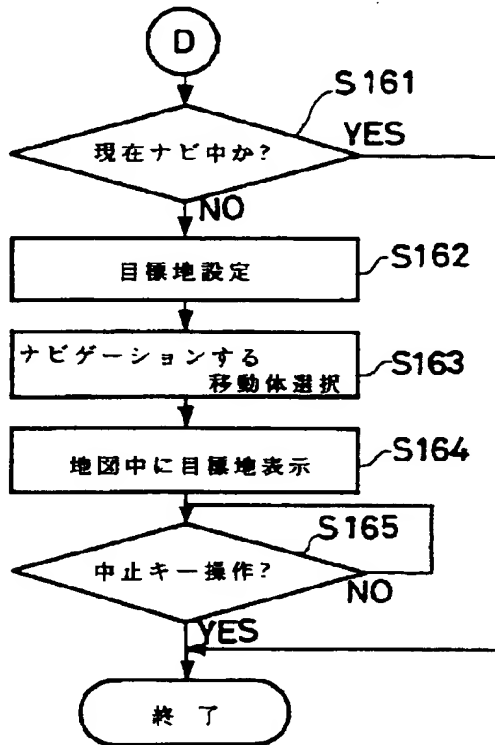 D
S161
現在ナビ中か?
YES
NO
目標地設定
S162
ナビゲーションする
移動体選択
S163
地図中に目標地表示
S164
S165
中止キー操作?
NO
YES
終了